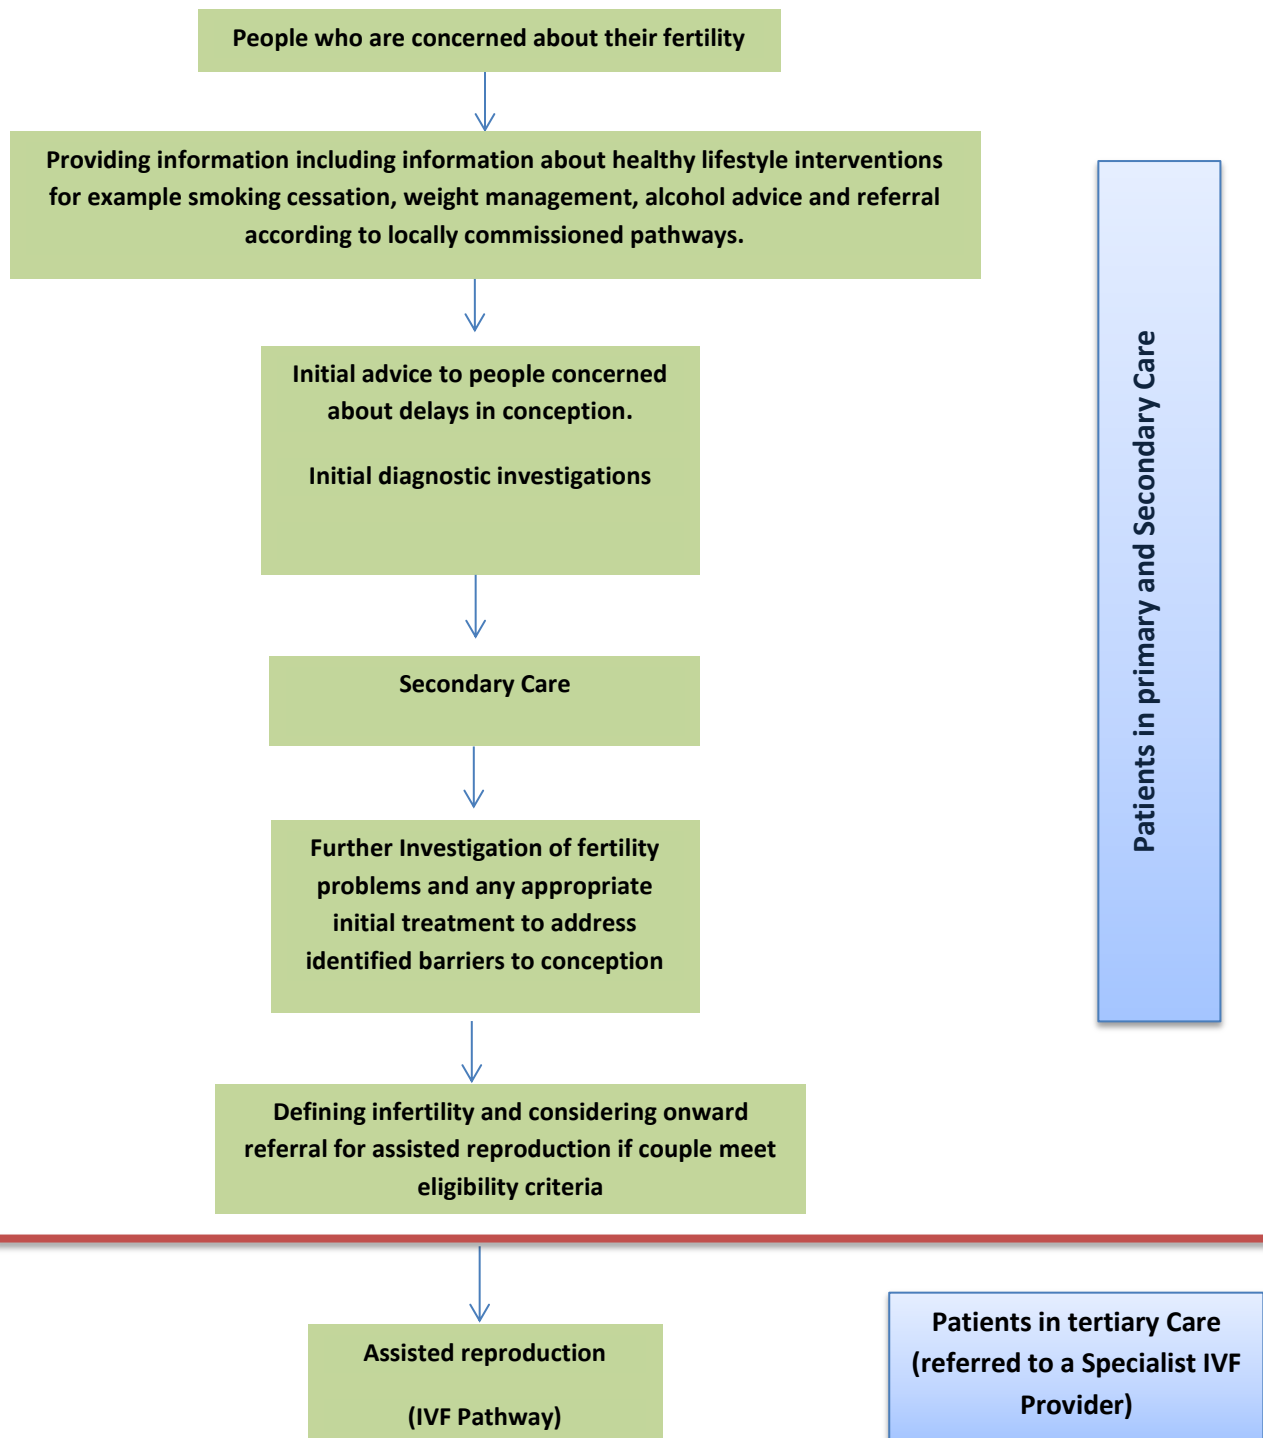 People who are concerned about their fertility
Providing information including information about healthy lifestyle interventions
for example smoking cessation, weight management, alcohol advice and referral
according to locally commissioned pathways.
Initial advice to people concerned
about delays in conception.
Initial diagnostic investigations
Secondary Care
Further Investigation of fertility
problems and any appropriate
initial treatment to address
identified barriers to conception
Defining infertility and considering onward
referral for assisted reproduction if couple meet
eligibility criteria
Patients in primary and Secondary Care
Assisted reproduction
(IVF Pathway)
Patients in tertiary Care
(referred to a Specialist IVF
Provider)